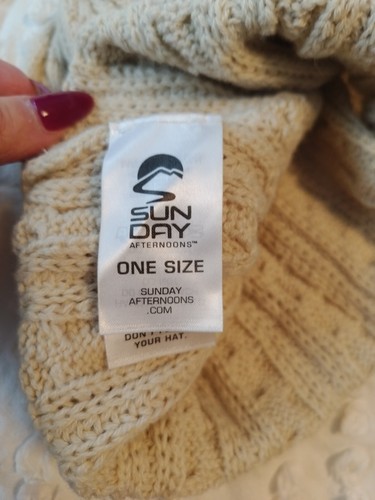 SUN
DAY
AFTERNOONS™
ONE SIZE
SUNDAY
AFTERNOONS
.COM
YOUR HAT.